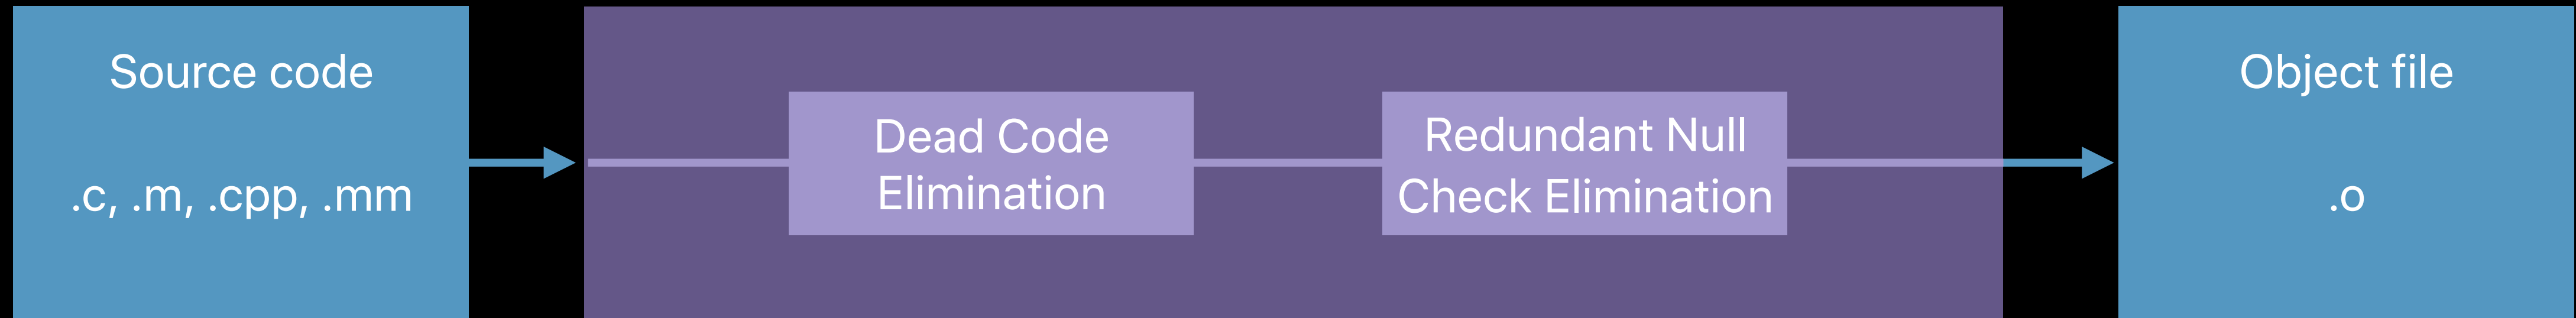 Source code
.c, .m, .cpp, .mm
Dead Code
Elimination
Redundant Null
Check Elimination
Object file
.o